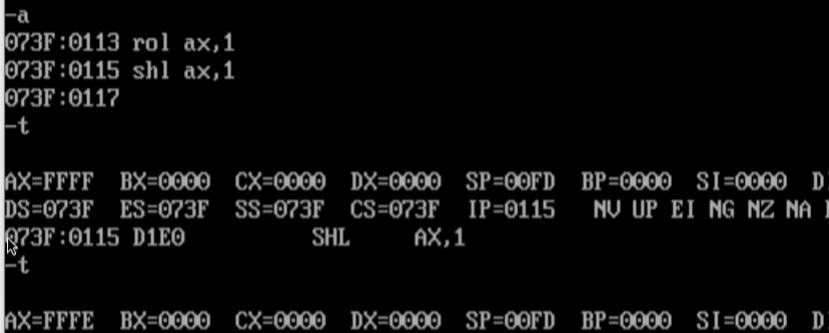 -a
073F:0113 rol ax,1
073F:0115 shl ax,1
073F:0117
-t
AX=FFFF BX=0000 CX=0000 DX=0000 SP=00FD BP=0000 SI=0000 D
DS=073F ES=073F SS=073F CS=073F IP=0115 NV UP EI NG NZ NA
073F:0115 D1E0 SHL AX,1
-t
AX=FFFE BX=0000 CX=0000 DX=0000 SP=00FD BP=0000 SI=0000 D